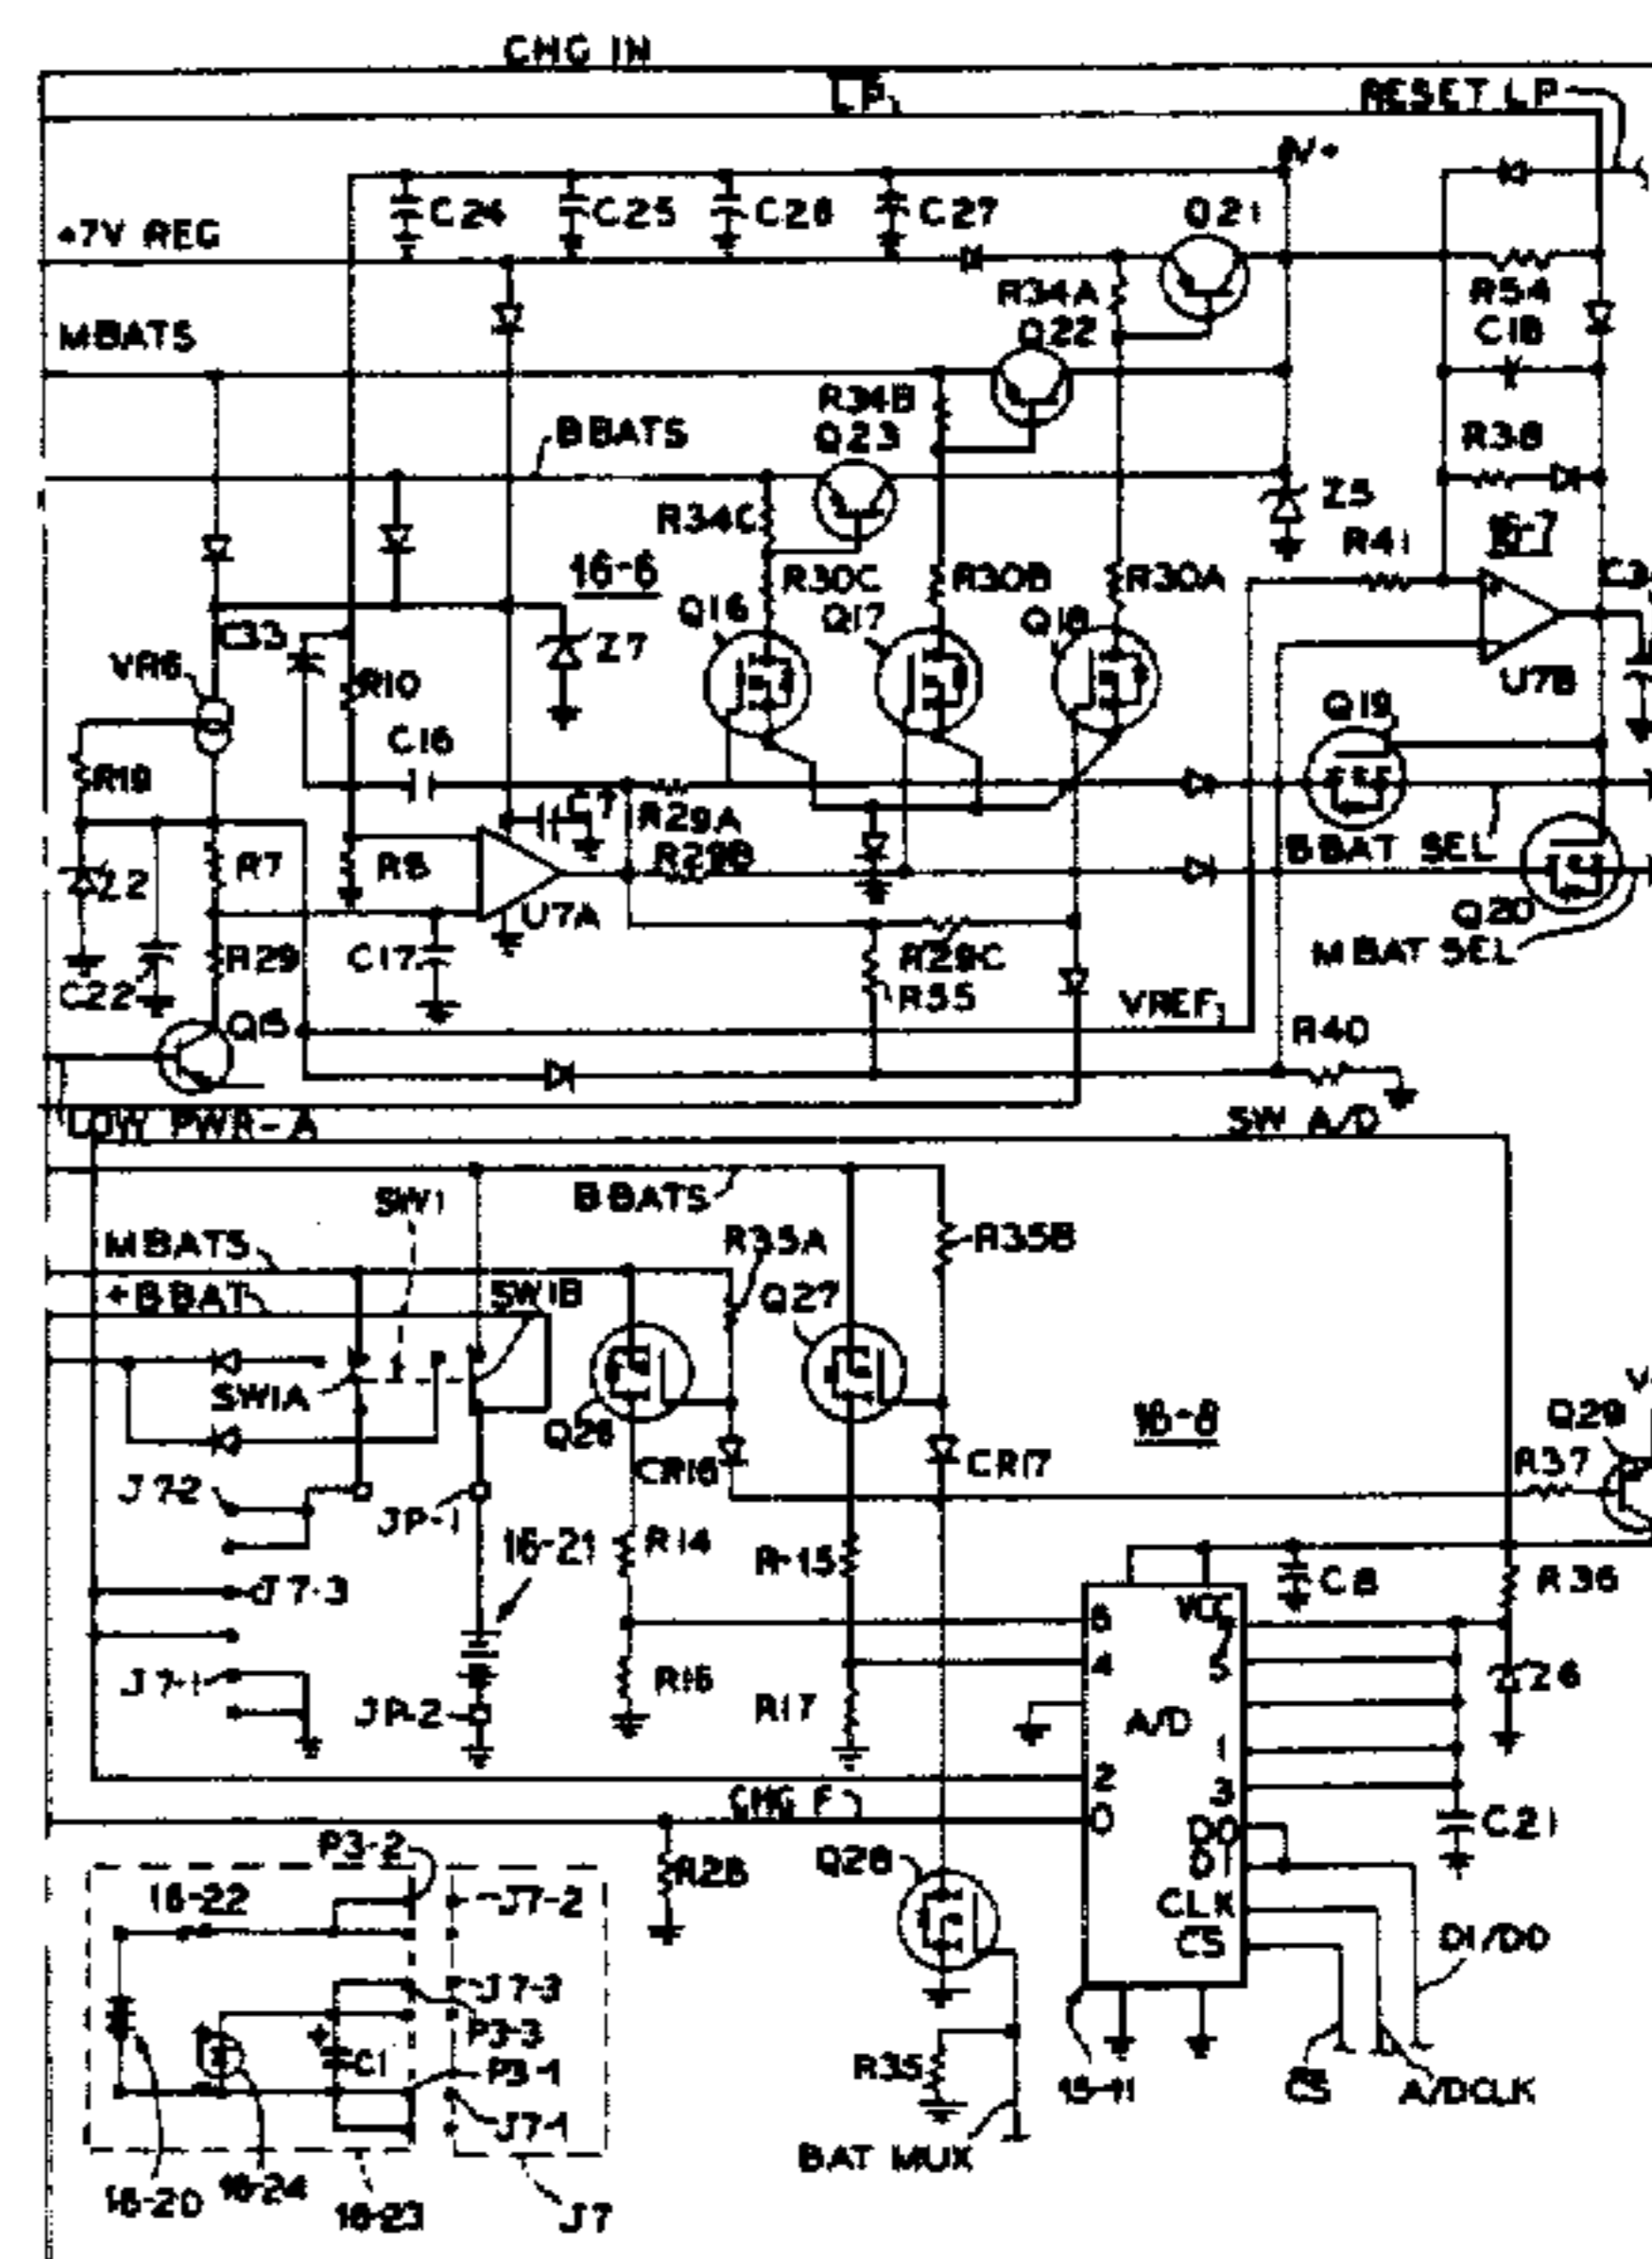 CHG IN
LP
RESET LP
V+
C24
C25
C26
C27
Q21
+7V REG
R34A
R54
Q22
C18
MBATS
R34B
Q23
R38
BBATS
R34C
Z5
16-7
R41
16-6
R30C
R30B
R30A
Q16
Q17
Q18
C33
Z7
VR6
R10
U7B
Q19
C16
R19
C7
R29A
R29B
BBAT SEL
R7
R8
Z2
U7A
Q20
MBAT SEL
R29
C17
R29C
C22
R55
VREF
Q15
R40
LOW PWR-A
SW A/D
BBATS
SW1
R35A
R35B
MBATS
+BBAT
SW1B
Q27
SW1A
Q26
16-8
Q29
CR16
CR17
R37
J7-2
JP-1
16-21
R14
R-15
C8
R36
J7-3
6
VCC
4
5
J7-1
R16
JP-2
R17
A/D
Z6
1
2
3
CHG F
0
C21
P3-2
R28
Q28
DO
DI
16-22
J7-2
CLK
CS
DI/DO
J7-3
P3-3
+
C1
P3-1
R35
15-11
CS
A/DCLK
J7-1
BAT MUX
16-20
16-24
16-23
J7